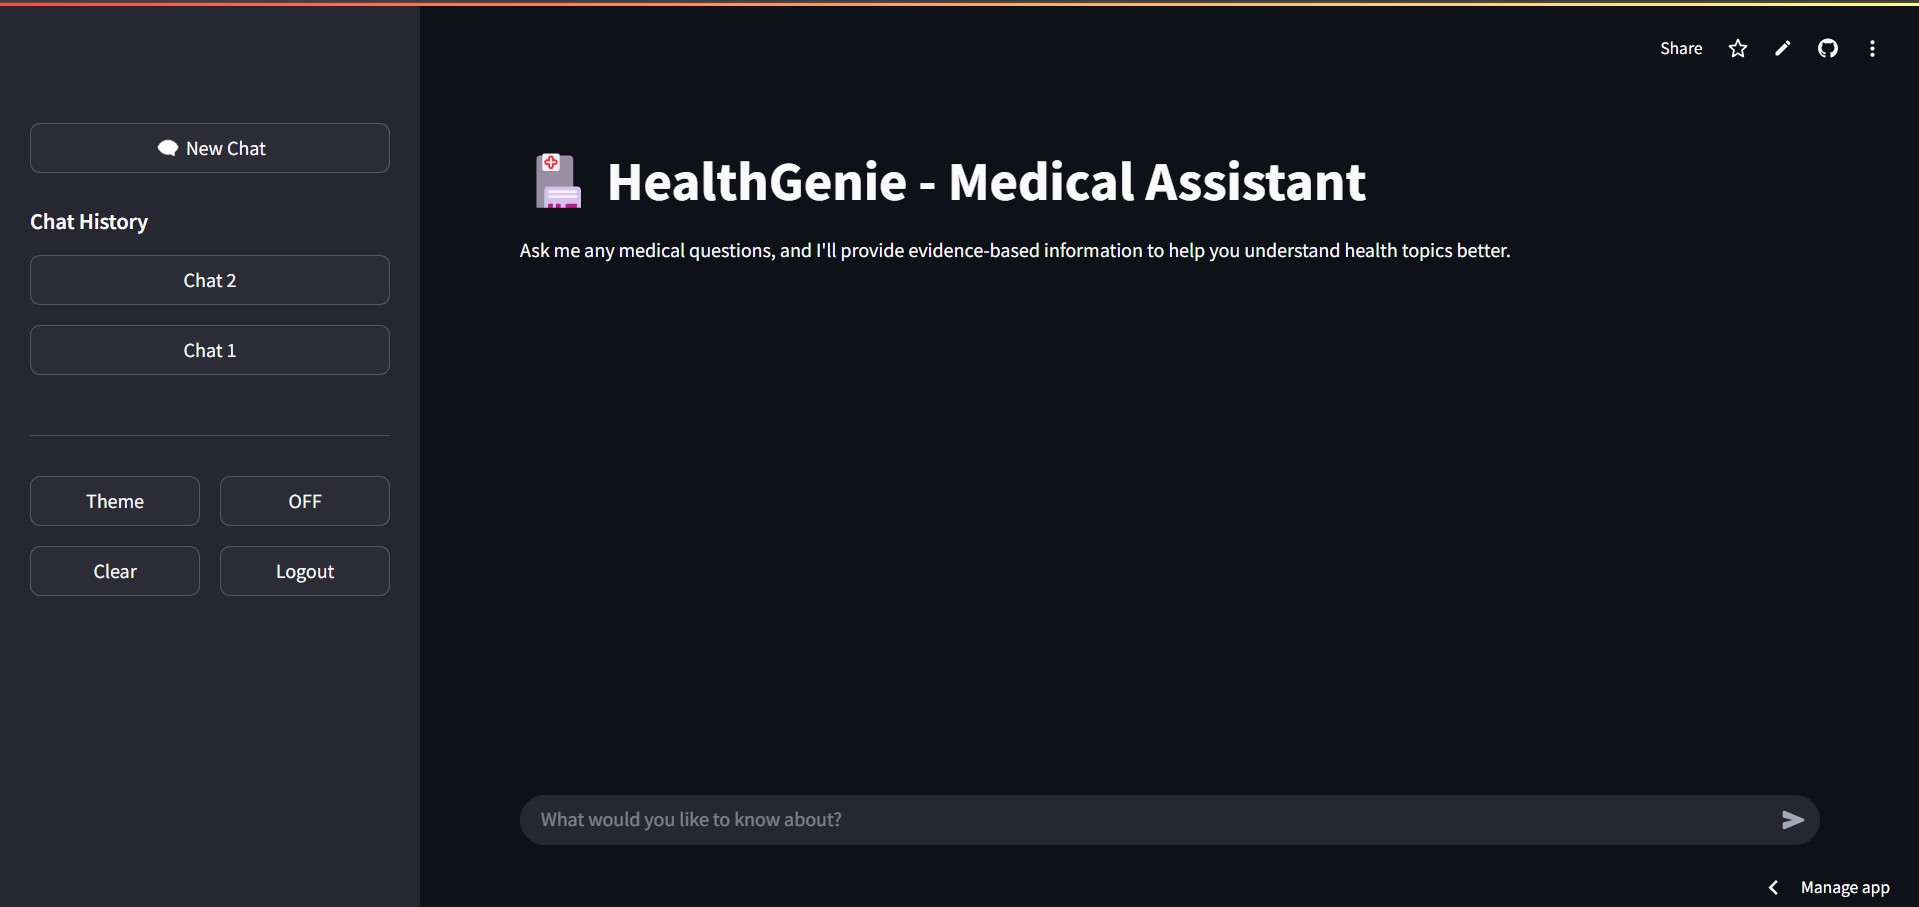 Share
New Chat
Chat History
Chat 2
Chat 1
Theme
OFF
Clear
Logout
HealthGenie - Medical Assistant
Ask me any medical questions, and I'll provide evidence-based information to help you understand health topics better.
What would you like to know about?
Manage app